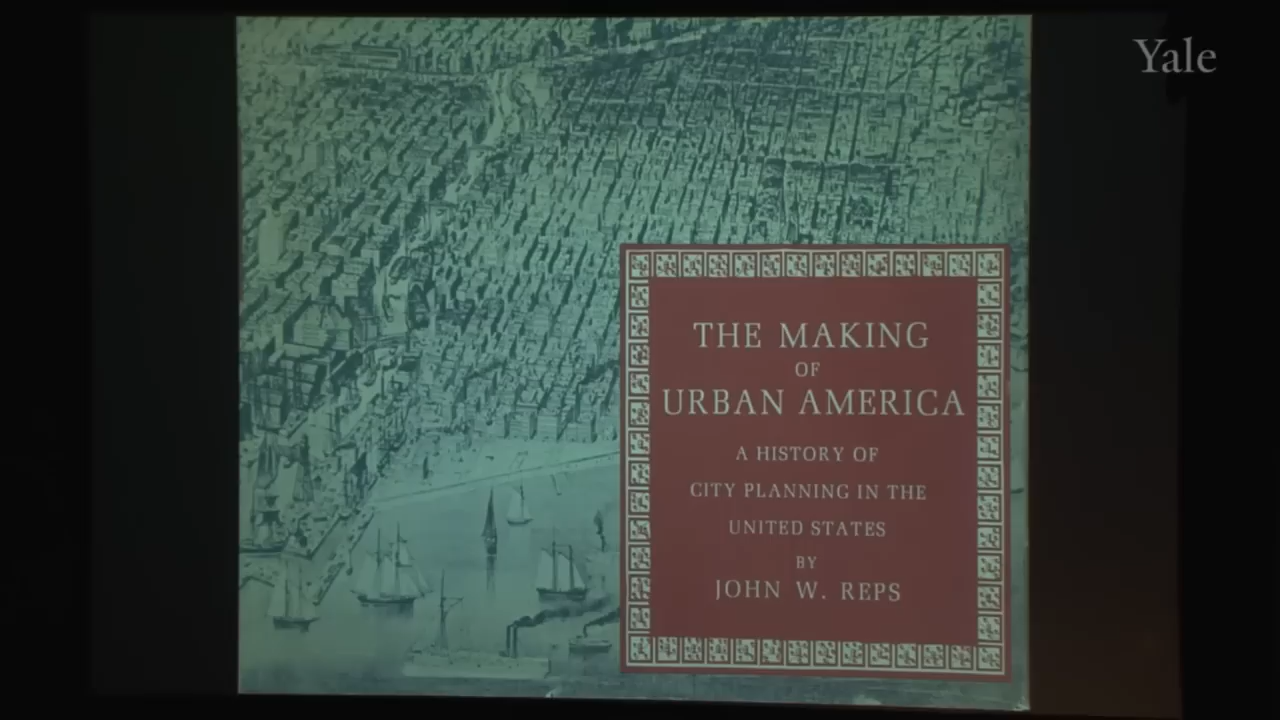 Yale
THE MAKING
OF
URBAN AMERICA
A HISTORY OF
CITY PLANNING IN THE
UNITED STATES
BY
JOHN W. REPS